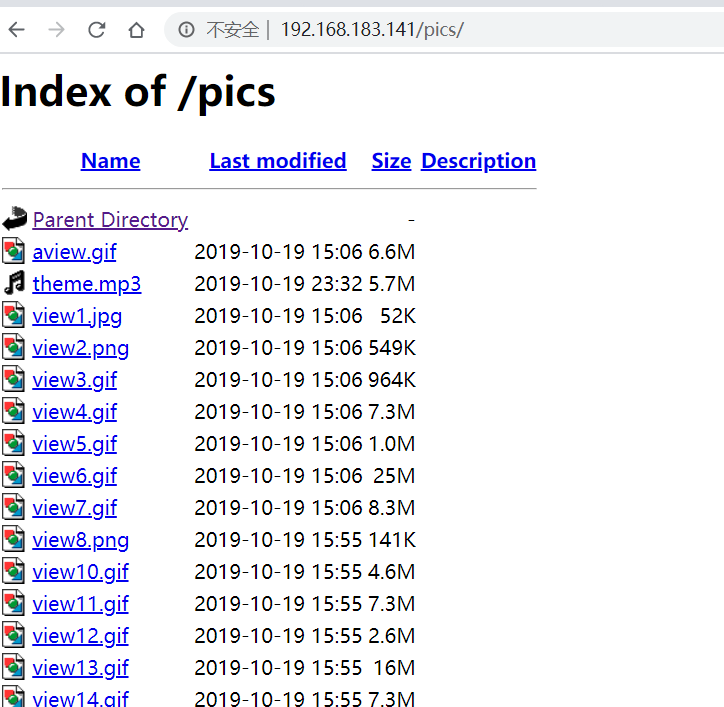 不安全 | 192.168.183.141/pics/
Index of /pics
Name Last modified Size Description
Parent Directory -
aview.gif 2019-10-19 15:06 6.6M
theme.mp3 2019-10-19 23:32 5.7M
view1.jpg 2019-10-19 15:06 52K
view2.png 2019-10-19 15:06 549K
view3.gif 2019-10-19 15:06 964K
view4.gif 2019-10-19 15:06 7.3M
view5.gif 2019-10-19 15:06 1.0M
view6.gif 2019-10-19 15:06 25M
view7.gif 2019-10-19 15:06 8.3M
view8.png 2019-10-19 15:55 141K
view10.gif 2019-10-19 15:55 4.6M
view11.gif 2019-10-19 15:55 7.3M
view12.gif 2019-10-19 15:55 2.6M
view13.gif 2019-10-19 15:55 16M
view14.gif 2019-10-19 15:55 7.3M